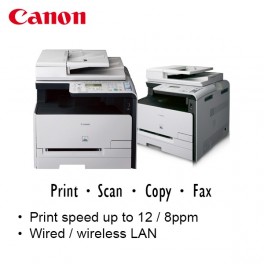 Canon
Print • Scan • Copy • Fax
• Print speed up to 12 / 8ppm
• Wired / wireless LAN